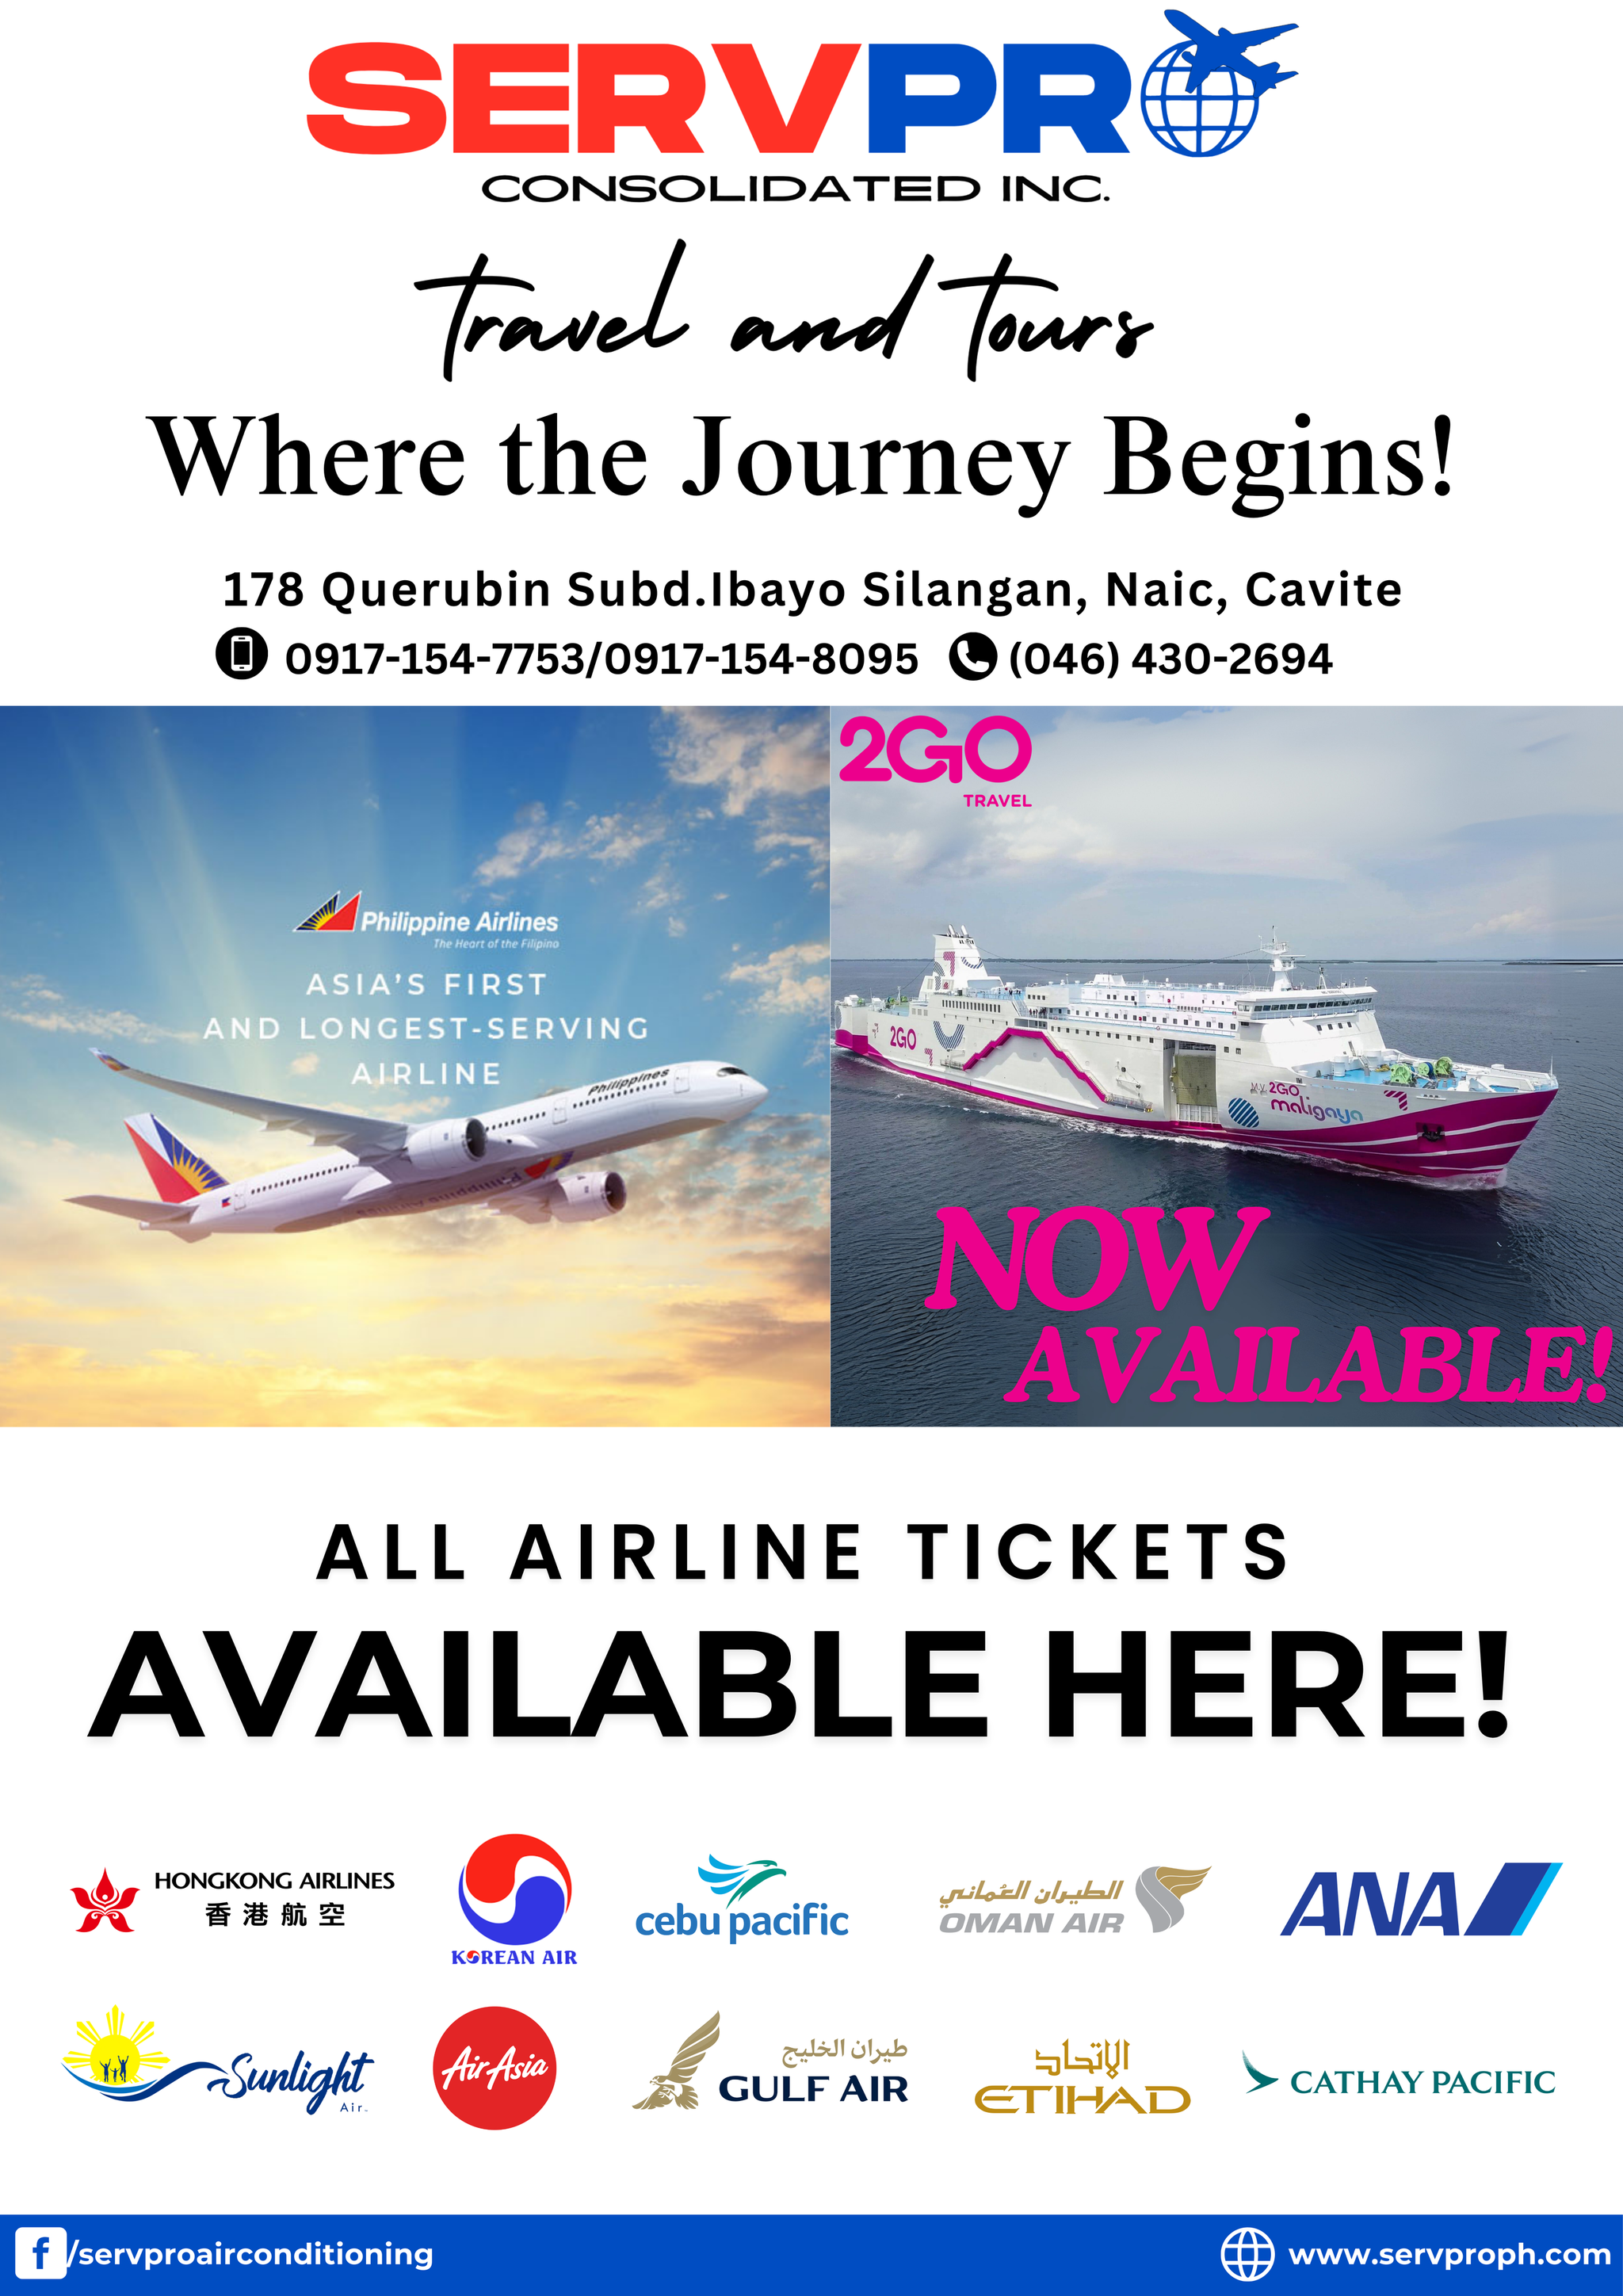 SERVPRO
CONSOLIDATED INC.
Travel and Tours
Where the Journey Begins!
178 Querubin Subd.Ibayo Silangan, Naic, Cavite
0917-154-7753/0917-154-8095 (046) 430-2694
Philippine Airlines
The Heart of the Filipino
ASIA'S FIRST
AND LONGEST-SERVING
AIRLINE
Philippines
2GO
TRAVEL
2GO
M/V 2GO
maligaya
NOW
AVAILABLE!
ALL AIRLINE TICKETS
AVAILABLE HERE!
HONGKONG AIRLINES
香港航空
KOREAN AIR
cebu pacific
الطيران العُماني
OMAN AIR
ANA
Sunlight
Air
AirAsia
طيران الخليج
GULF AIR
الإتحاد
ETIHAD
CATHAY PACIFIC
f/servproairconditioning
www.servproph.com